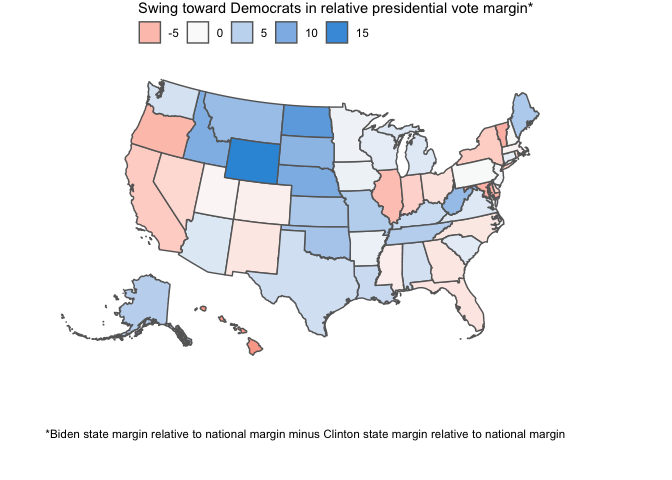 Swing toward Democrats in relative presidential vote margin*
-5 0 5 10 15
*Biden state margin relative to national margin minus Clinton state margin relative to national margin